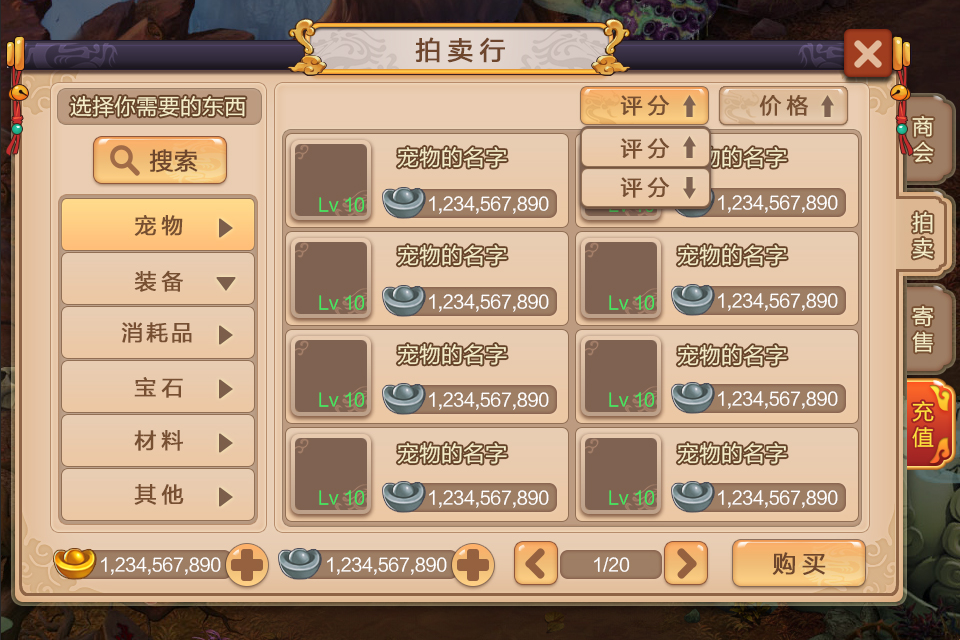 拍卖行
选择你需要的东西
搜索
宠物
装备
消耗品
宝石
材料
其他
评分
价格
评分
评分
宠物的名字
Lv 10
1,234,567,890
物的名字
1,234,567,890
宠物的名字
Lv 10
1,234,567,890
宠物的名字
Lv 10
1,234,567,890
宠物的名字
Lv 10
1,234,567,890
宠物的名字
Lv 10
1,234,567,890
宠物的名字
Lv 10
1,234,567,890
宠物的名字
Lv 10
1,234,567,890
商会
拍卖
寄售
充值
1,234,567,890
1,234,567,890
1/20
购买